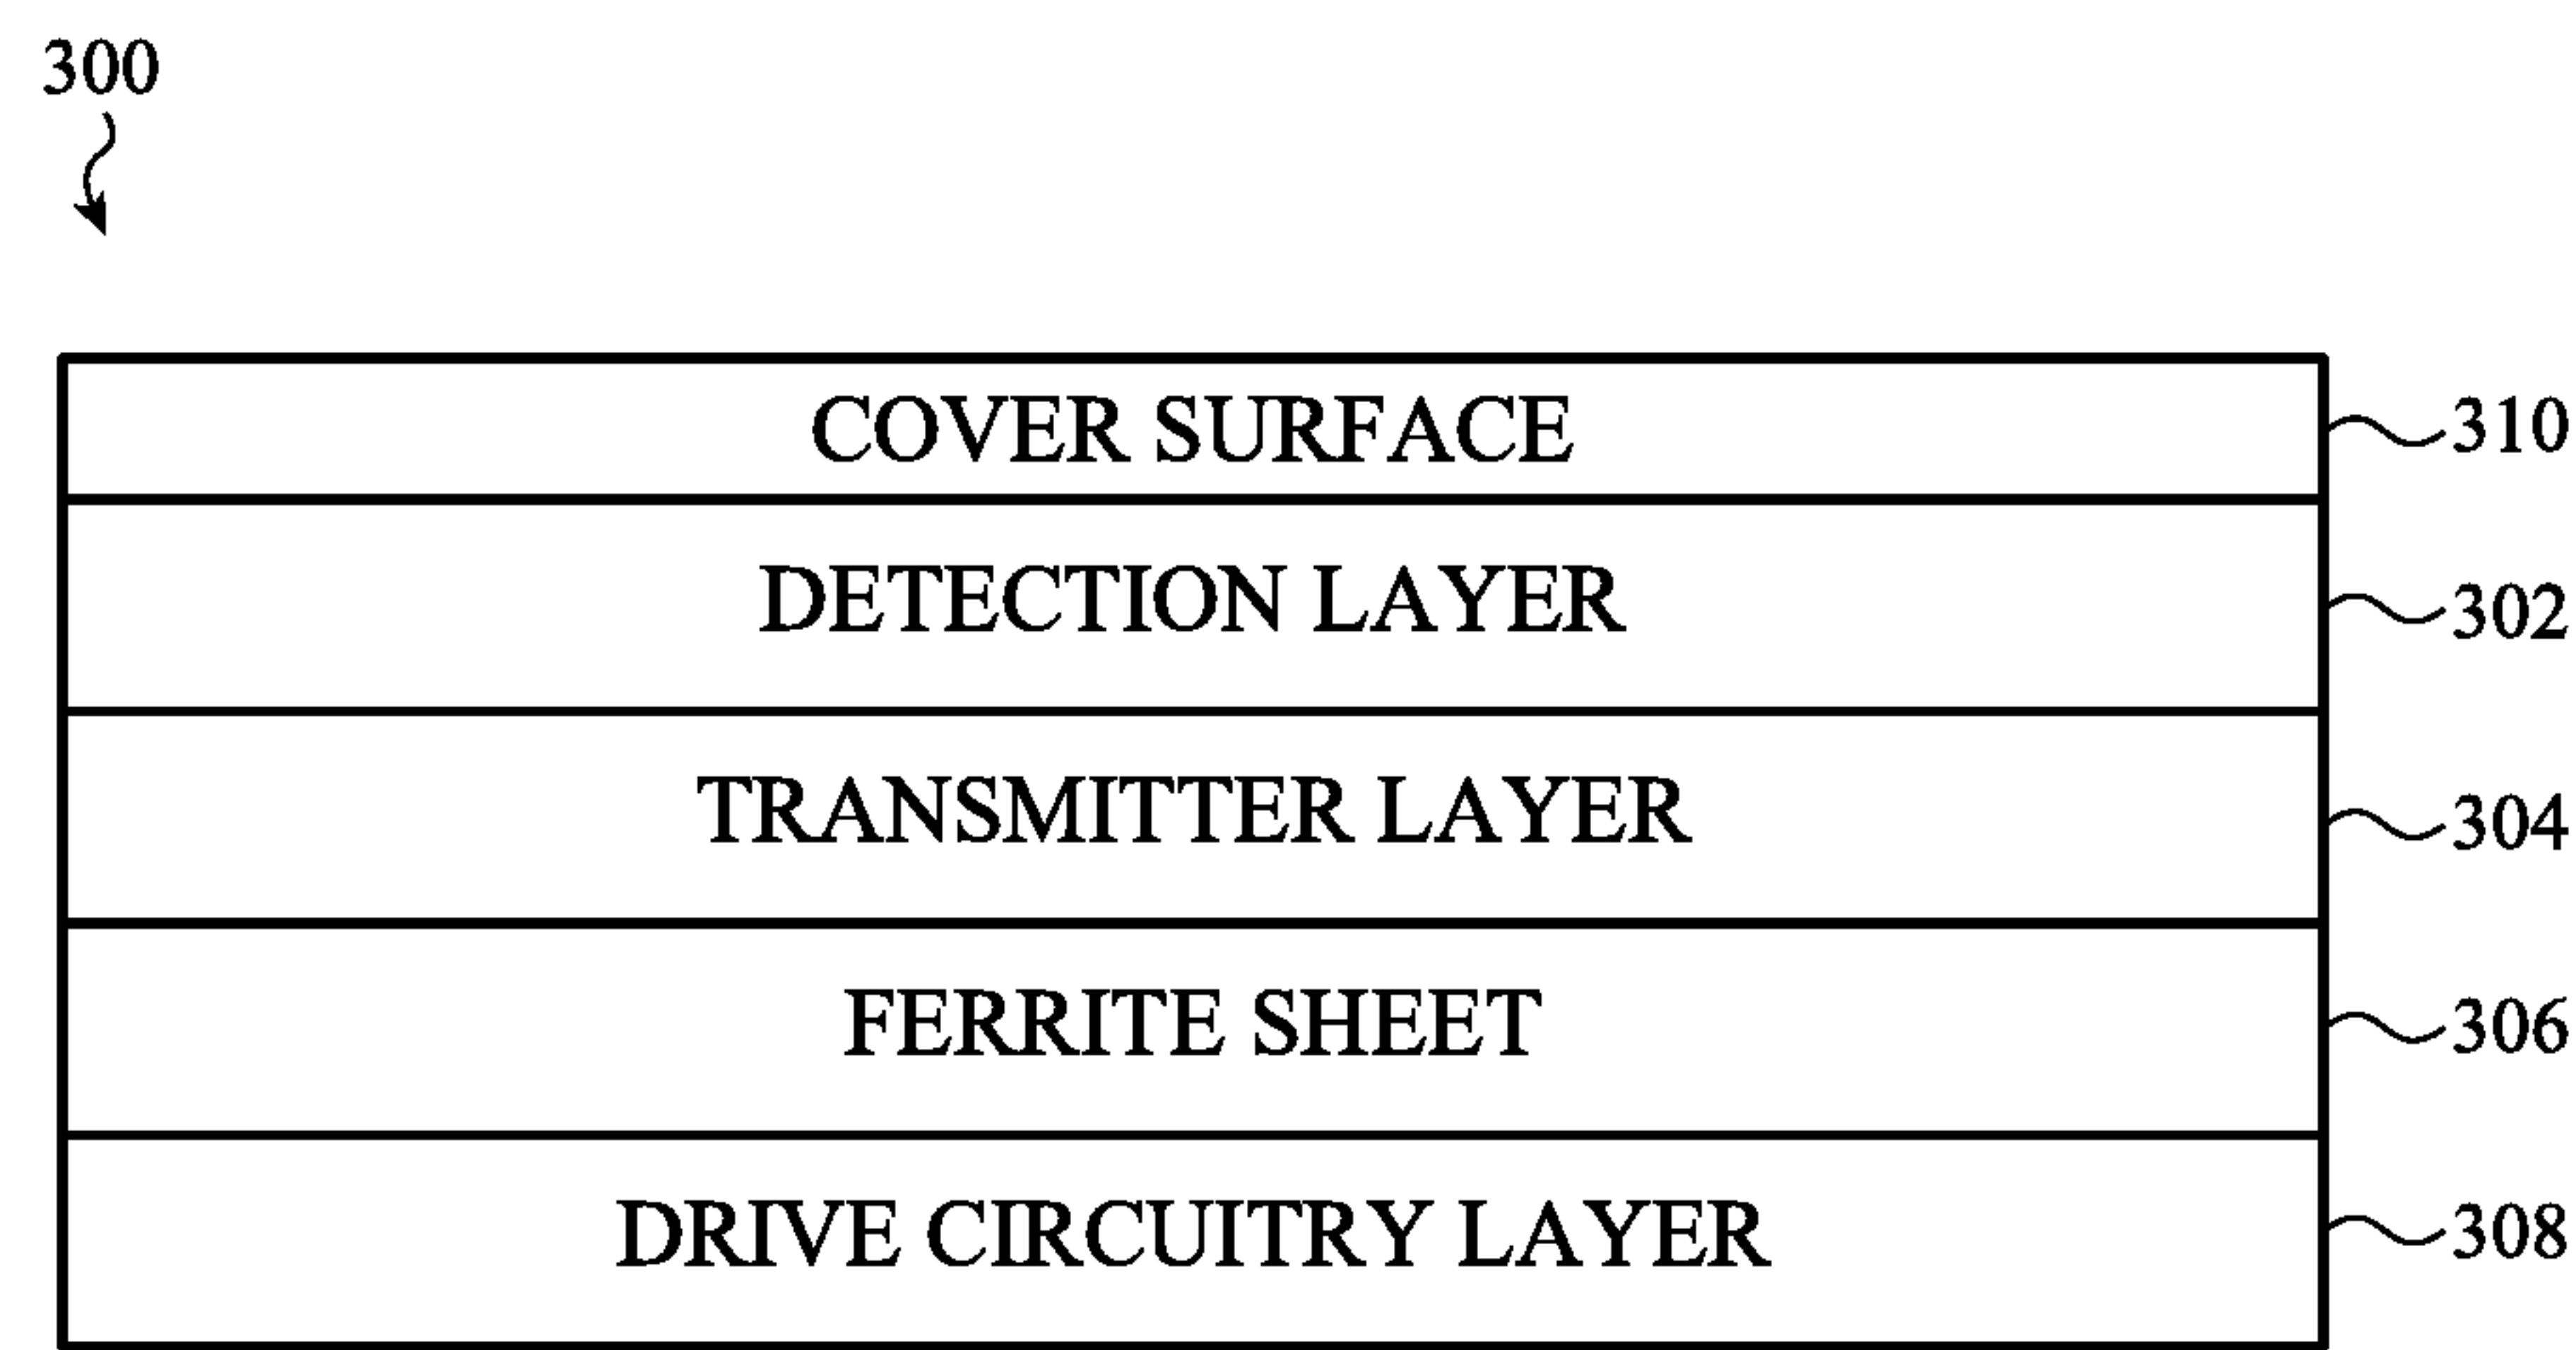 300
COVER SURFACE 310
DETECTION LAYER 302
TRANSMITTER LAYER 304
FERRITE SHEET 306
DRIVE CIRCUITRY LAYER 308